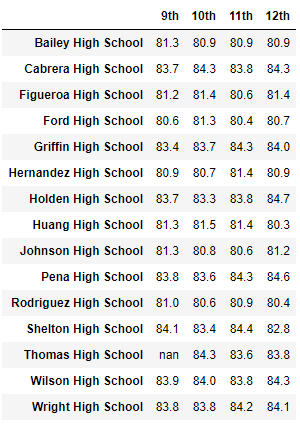 9th 10th 11th 12th
Bailey High School 81.3 80.9 80.9 80.9
Cabrera High School 83.7 84.3 83.8 84.3
Figueroa High School 81.2 81.4 80.6 81.4
Ford High School 80.6 81.3 80.4 80.7
Griffin High School 83.4 83.7 84.3 84.0
Hernandez High School 80.9 80.7 81.4 80.9
Holden High School 83.7 83.3 83.8 84.7
Huang High School 81.3 81.5 81.4 80.3
Johnson High School 81.3 80.8 80.6 81.2
Pena High School 83.8 83.6 84.3 84.6
Rodriguez High School 81.0 80.6 80.9 80.4
Shelton High School 84.1 83.4 84.4 82.8
Thomas High School nan 84.3 83.6 83.8
Wilson High School 83.9 84.0 83.8 84.3
Wright High School 83.8 83.8 84.2 84.1